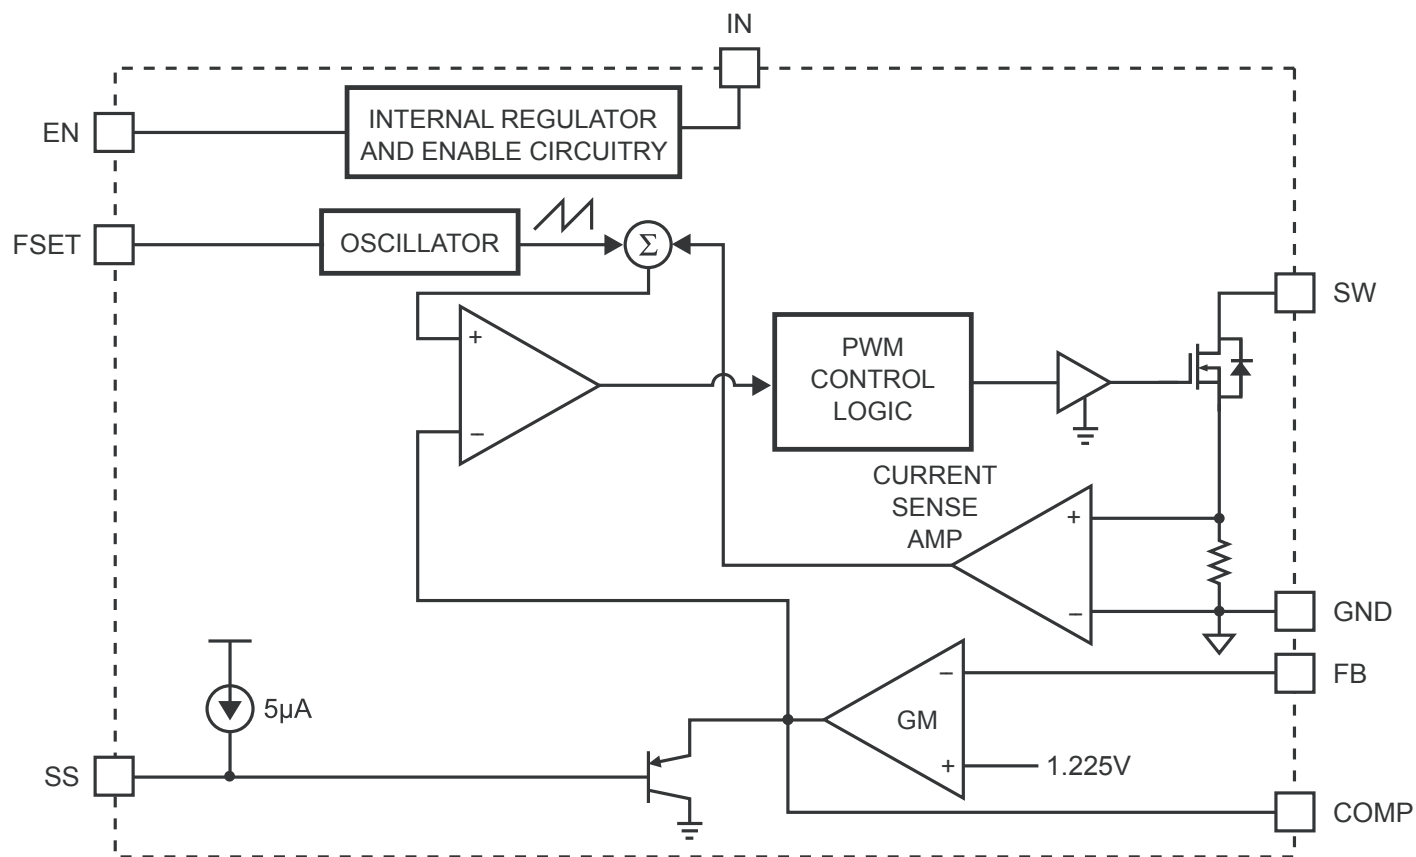 IN
EN
INTERNAL REGULATOR
AND ENABLE CIRCUITRY
FSET
OSCILLATOR
Σ
SW
+
−
PWM
CONTROL
LOGIC
CURRENT
SENSE
AMP
+
−
GND
FB
−
GM
+
1.225V
5µA
SS
COMP